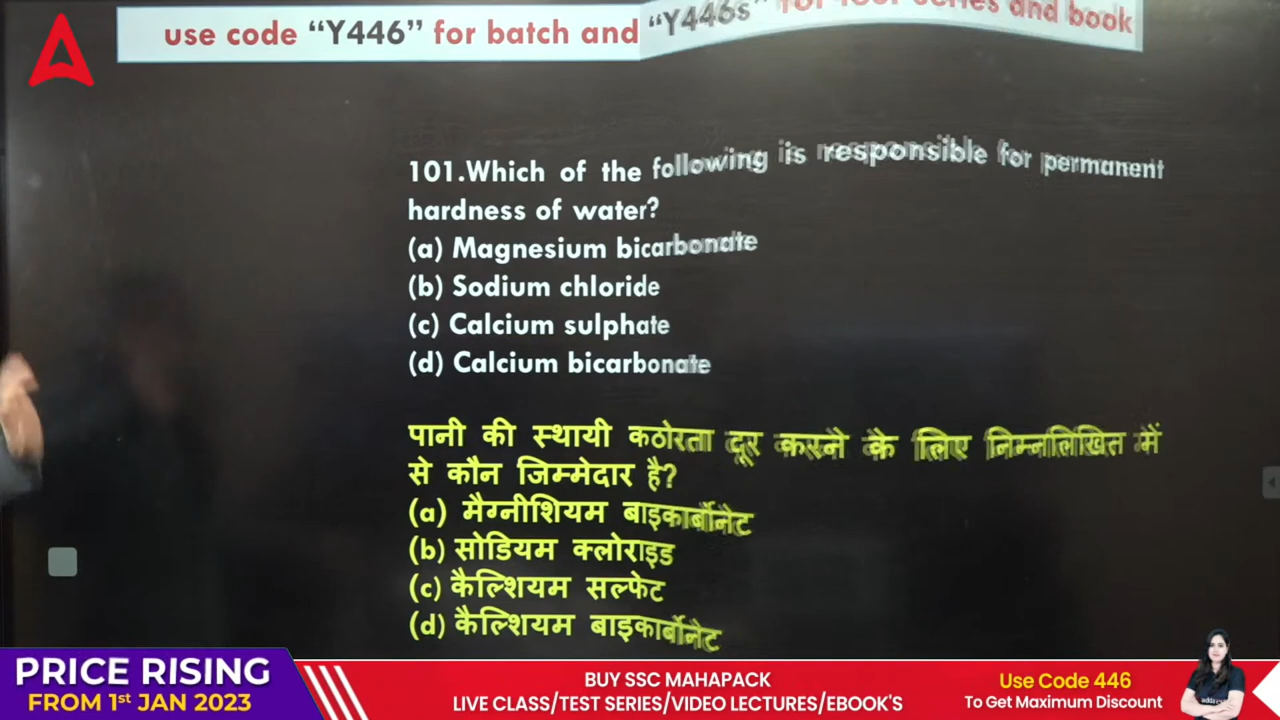 use code “Y446” for batch and “Y446s” for test series and book
101.Which of the following is responsible for permanent
hardness of water?
(a) Magnesium bicarbonate
(b) Sodium chloride
(c) Calcium sulphate
(d) Calcium bicarbonate
पानी की स्थायी कठोरता दूर करने के लिए निम्नलिखित में
से कौन जिम्मेदार है?
(a) मैग्नीशियम बाइकार्बोनेट
(b) सोडियम क्लोराइड
(c) कैल्शियम सल्फेट
(d) कैल्शियम बाइकार्बोनेट
PRICE RISING
FROM 1st JAN 2023
BUY SSC MAHAPACK
LIVE CLASS/TEST SERIES/VIDEO LECTURES/EBOOK'S
Use Code 446
To Get Maximum Discount